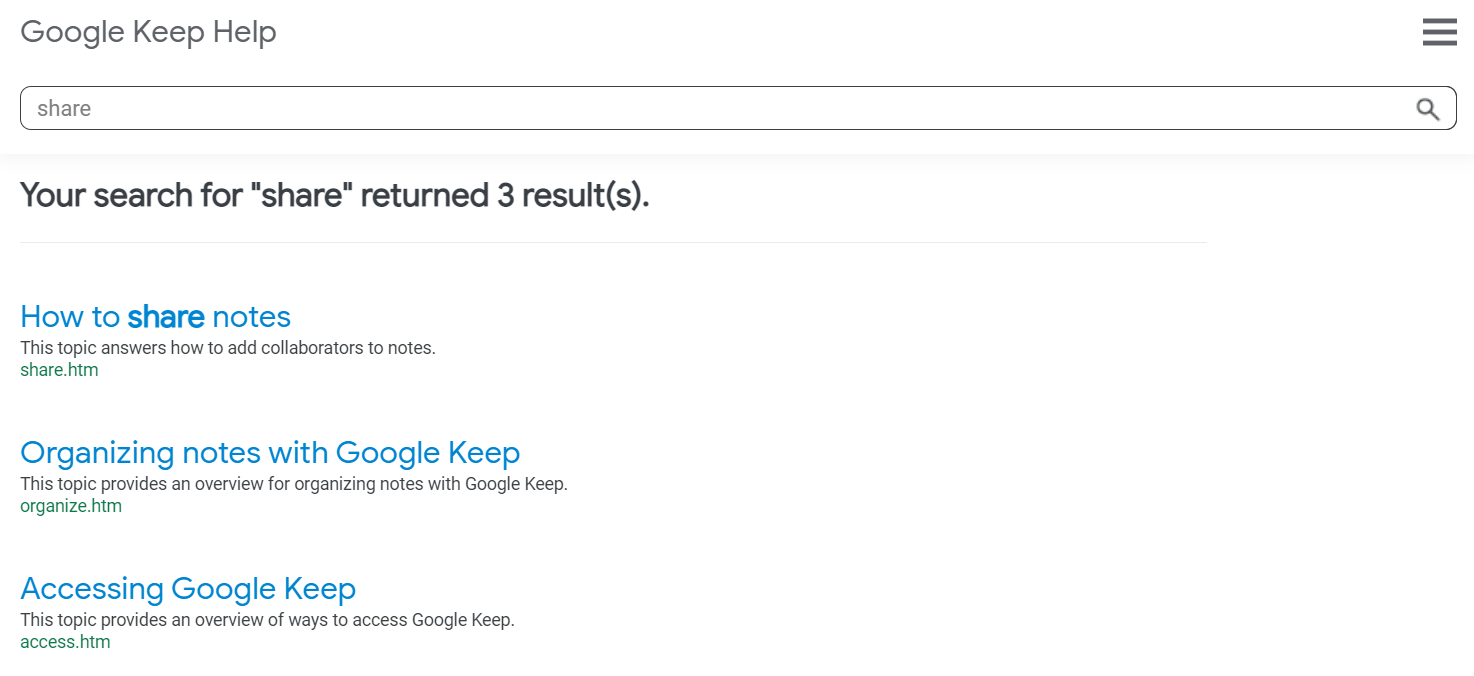 Google Keep Help
share
Your search for "share" returned 3 result(s).
How to share notes
This topic answers how to add collaborators to notes.
share.htm
Organizing notes with Google Keep
This topic provides an overview for organizing notes with Google Keep.
organize.htm
Accessing Google Keep
This topic provides an overview of ways to access Google Keep.
access.htm